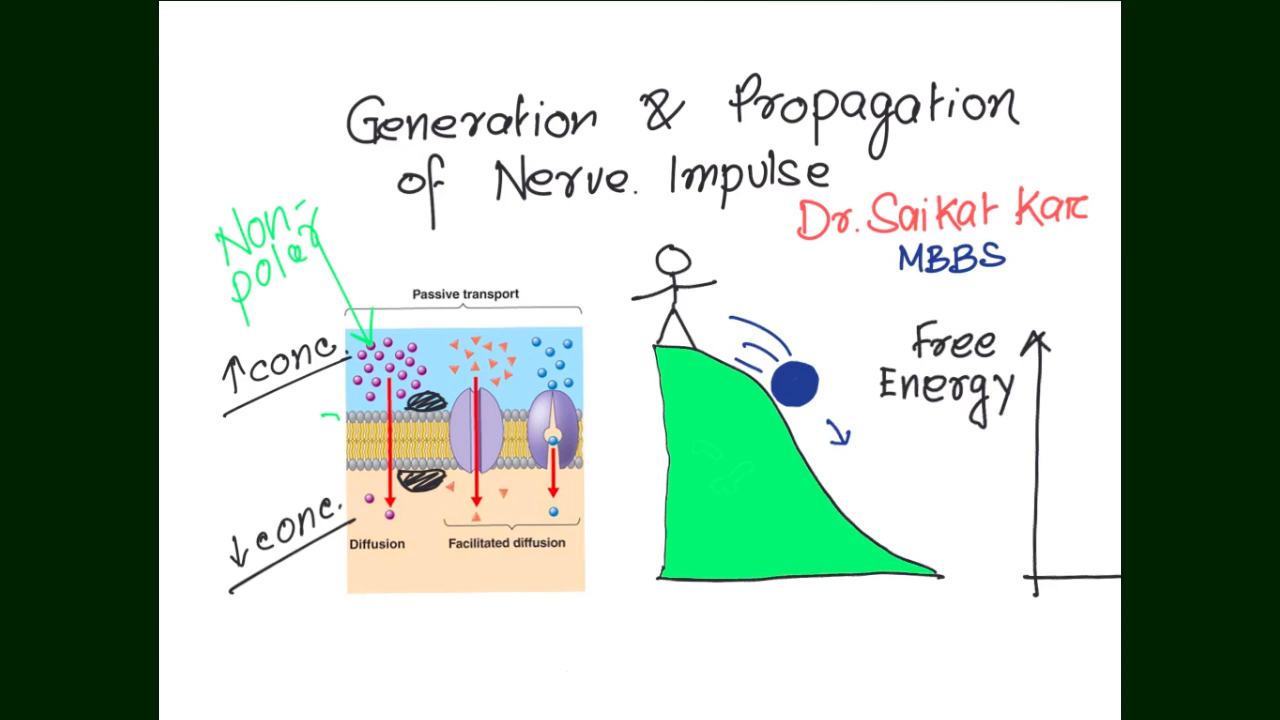 Generation & Propagation
of Nerve. Impulse
Dr. Saikat Kar
MBBS
Non-
polar
Passive transport
↑conc.
↓conc.
Diffusion
Facilitated diffusion
Free
Energy